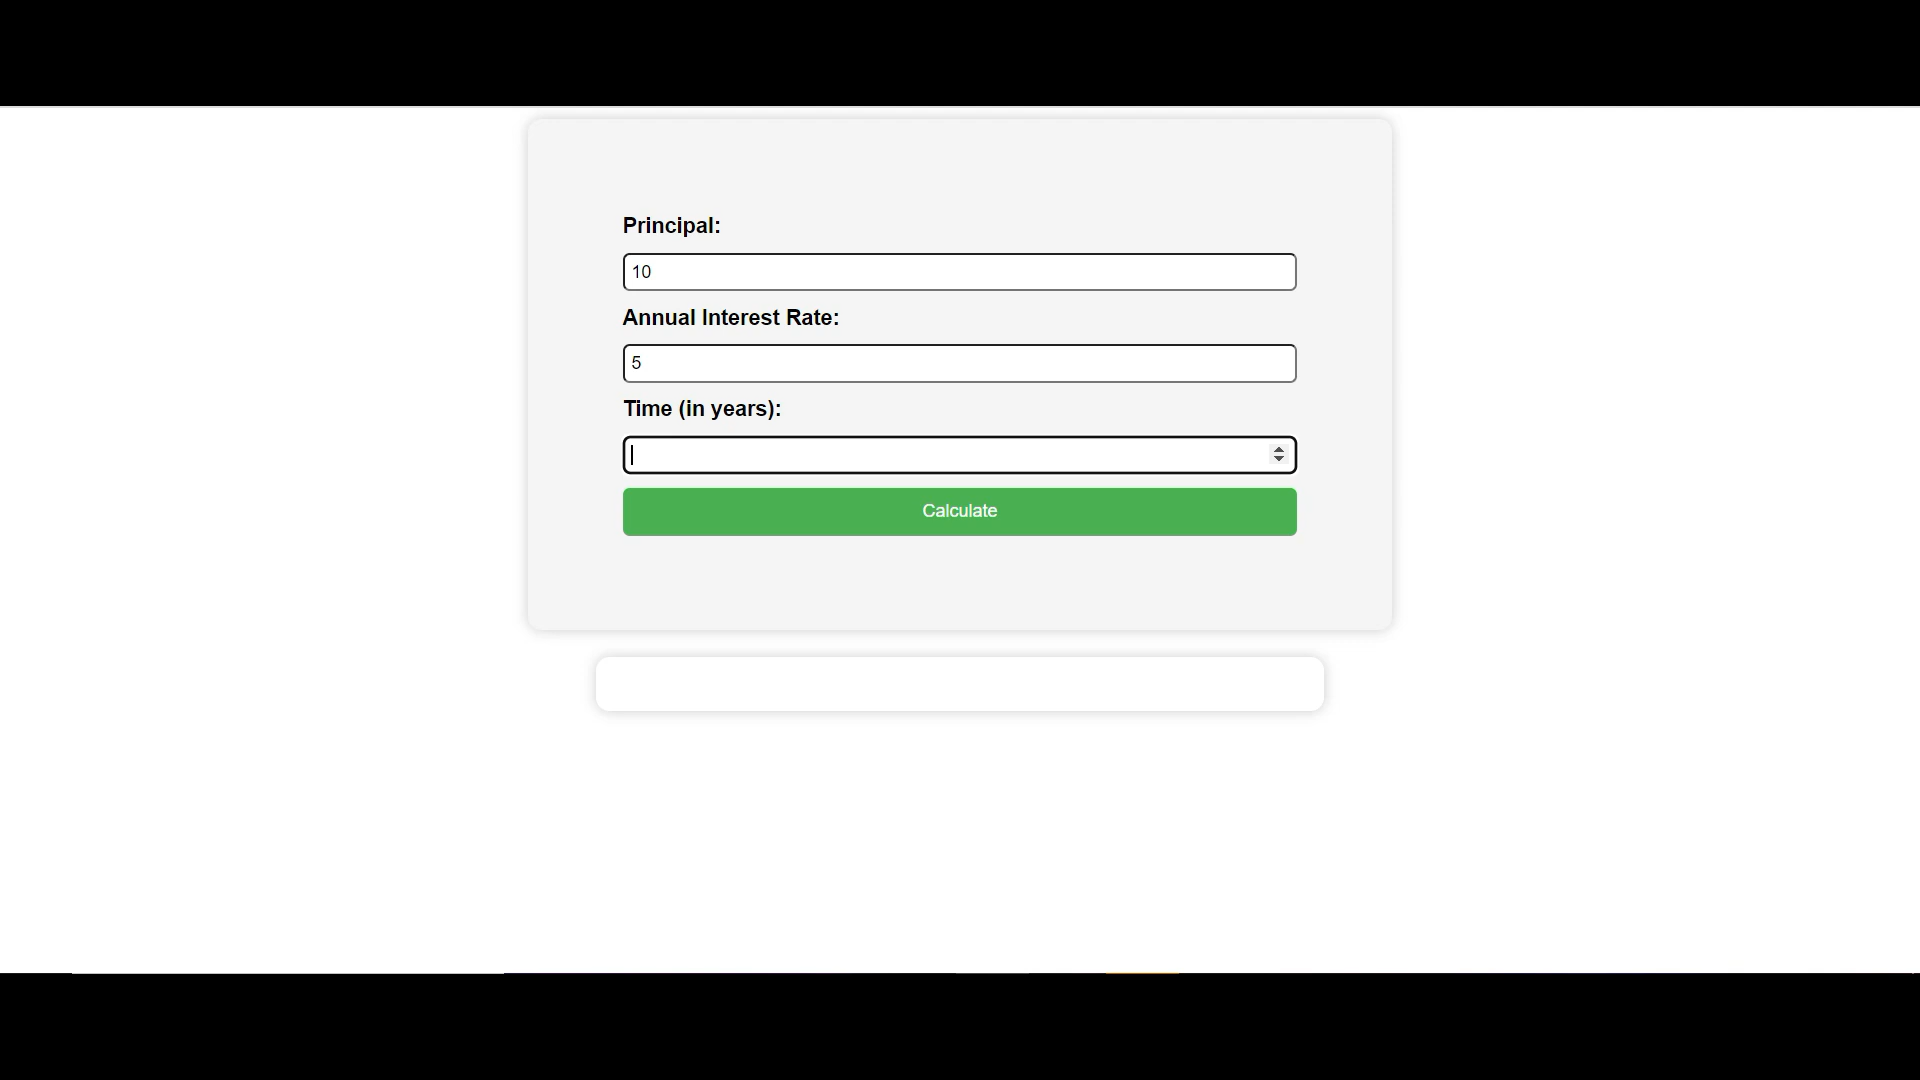 Principal:
10
Annual Interest Rate:
5
Time (in years):
Calculate